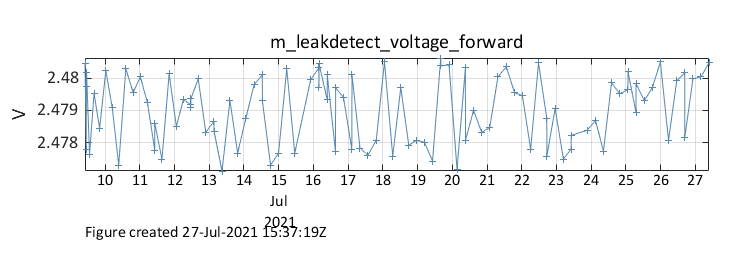 m_leakdetect_voltage_forward
2.48
2.479
2.478
V
10 11 12 13 14 15 16 17 18 19 20 21 22 23 24 25 26 27
Jul
2021
Figure created 27-Jul-2021 15:37:19Z